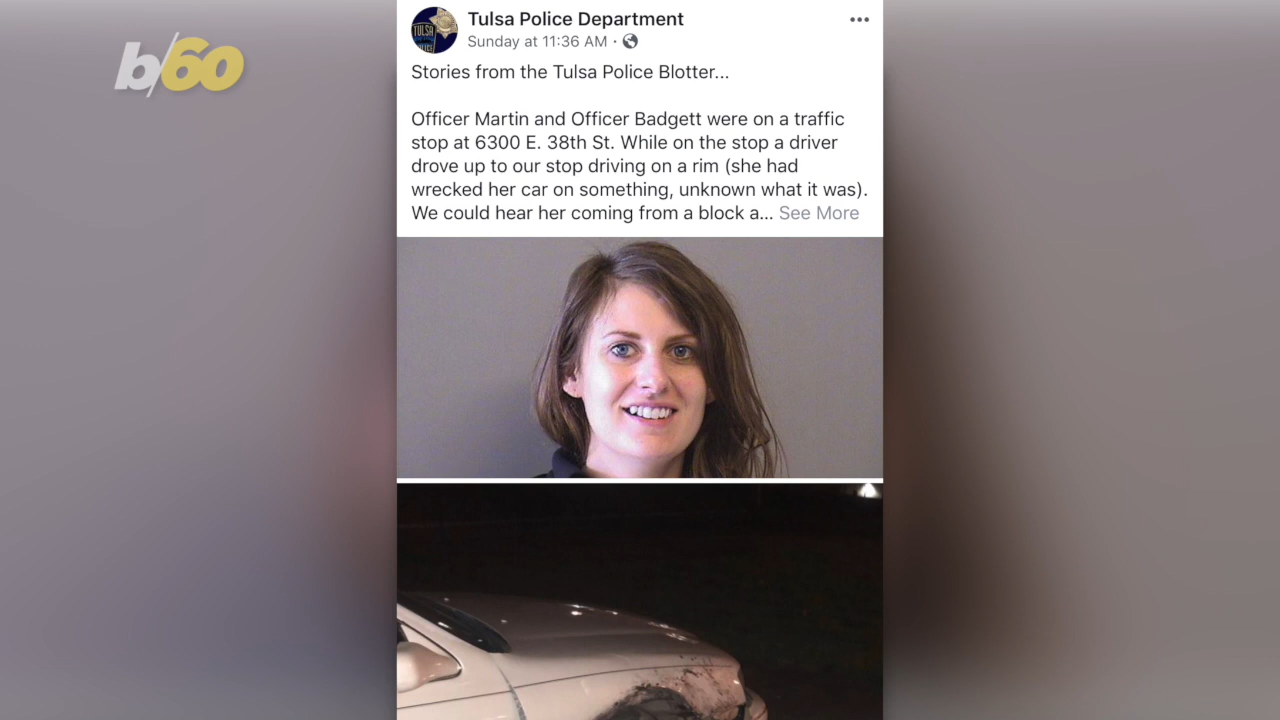 b/60
Tulsa Police Department
Sunday at 11:36 AM ·
TULSA
POLICE
Stories from the Tulsa Police Blotter...
Officer Martin and Officer Badgett were on a traffic
stop at 6300 E. 38th St. While on the stop a driver
drove up to our stop driving on a rim (she had
wrecked her car on something, unknown what it was).
We could hear her coming from a block a... See More